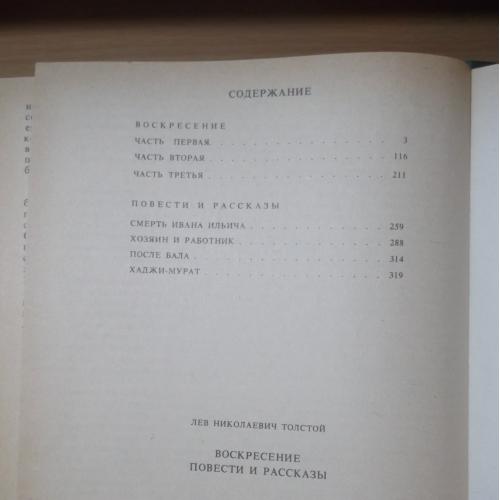 СОДЕРЖАНИЕ
ВОСКРЕСЕНИЕ
ЧАСТЬ ПЕРВАЯ . . . . . . . . . . . . . . 3
ЧАСТЬ ВТОРАЯ . . . . . . . . . . . . . . 116
ЧАСТЬ ТРЕТЬЯ . . . . . . . . . . . . . . 211
ПОВЕСТИ И РАССКАЗЫ
СМЕРТЬ ИВАНА ИЛЬИЧА . . . . . . . . . . . 259
ХОЗЯИН И РАБОТНИК . . . . . . . . . . . . 288
ПОСЛЕ БАЛА . . . . . . . . . . . . . . . 314
ХАДЖИ-МУРАТ . . . . . . . . . . . . . . . 319
ЛЕВ НИКОЛАЕВИЧ ТОЛСТОЙ
ВОСКРЕСЕНИЕ
ПОВЕСТИ И РАССКАЗЫ